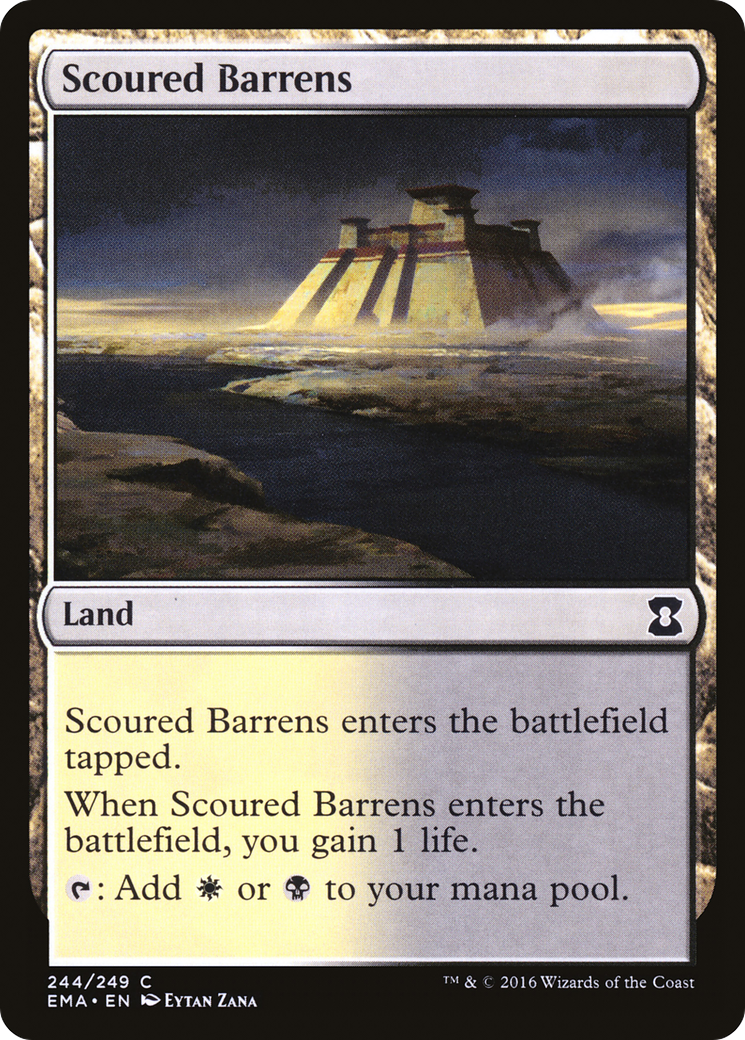 Scoured Barrens
Land
Scoured Barrens enters the battlefield
tapped.
When Scoured Barrens enters the
battlefield, you gain 1 life.
: Add or to your mana pool.
244/249 C
EMA • EN Eytan Zana
™ & © 2016 Wizards of the Coast